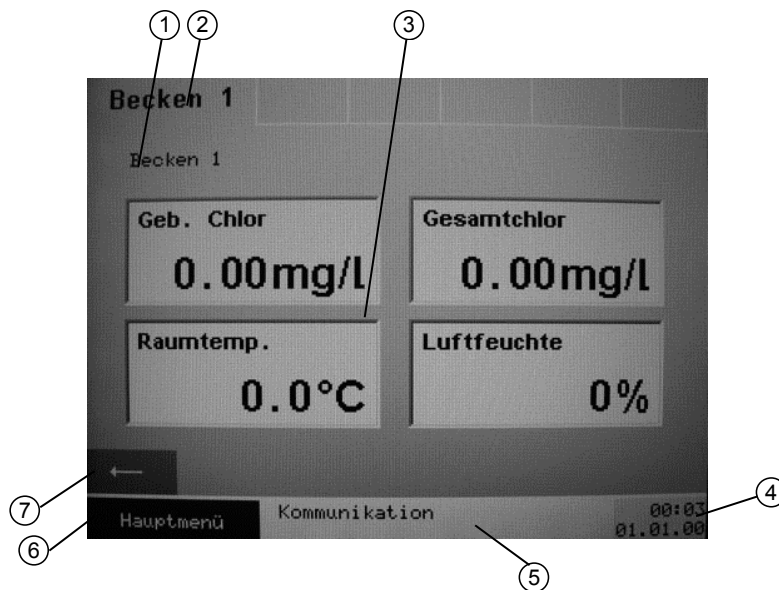 1 2 3
Becken 1
Becken 1
Geb. Chlor
0.00mg/l
Gesamtchlor
0.00mg/l
Raumtemp.
0.0°C
Luftfeuchte
0%
←
7
4
Hauptmenü
Kommunikation
00:03
01.01.00
6
5